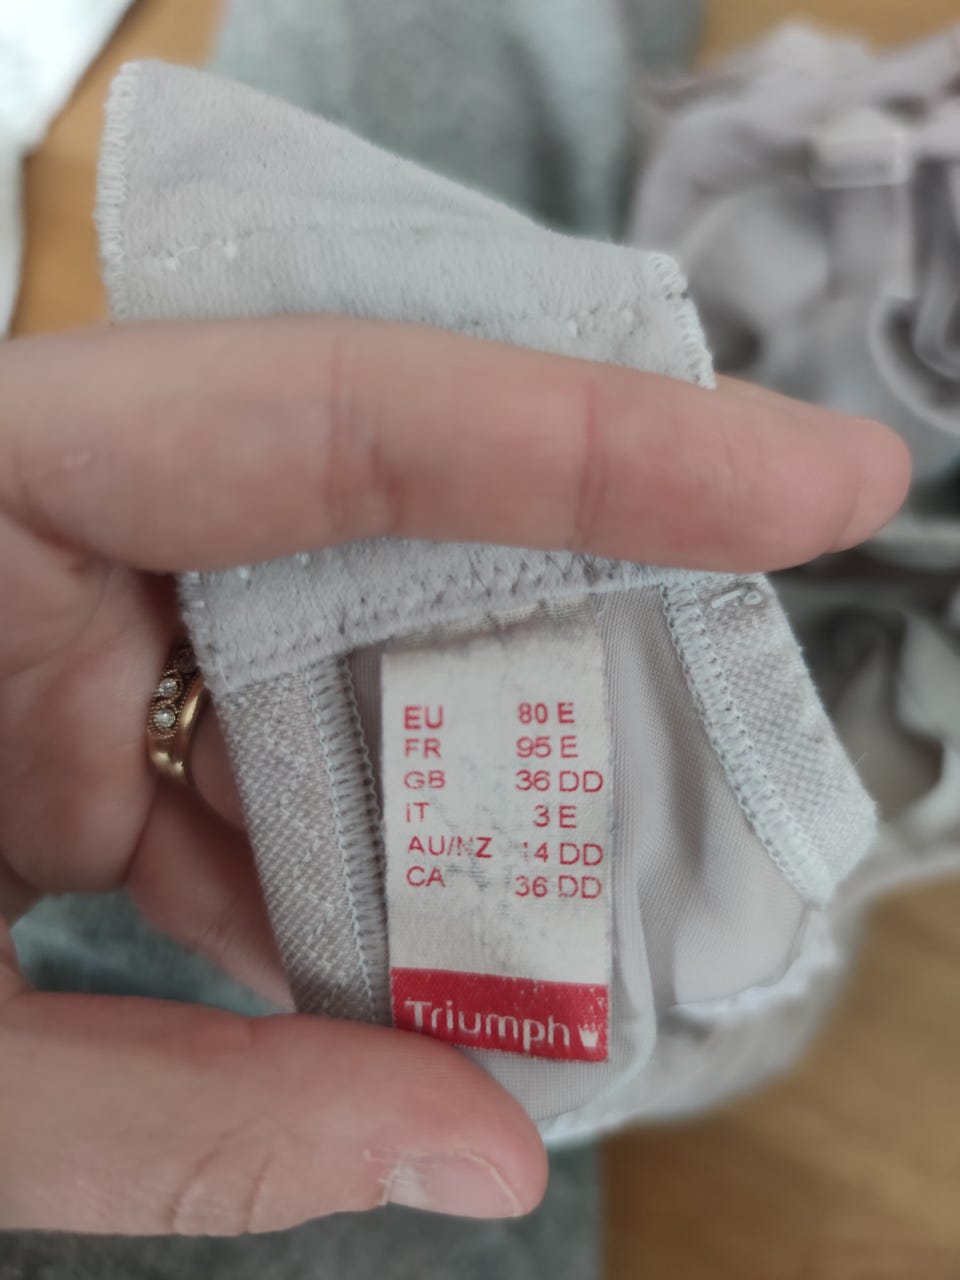 EU 80 E
FR 95 E
GB 36 DD
IT 3 E
AU/NZ 14 DD
CA 36 DD
Triumph